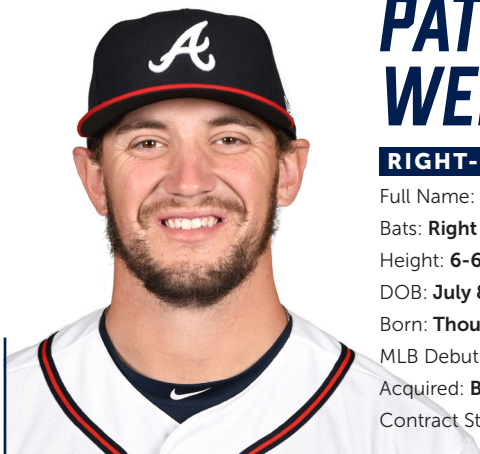 PAT
WE
RIGHT-
Full Name:
Bats: Right
Height: 6-6
DOB: July 8
Born: Thou
MLB Debut
Acquired: B
Contract St
A